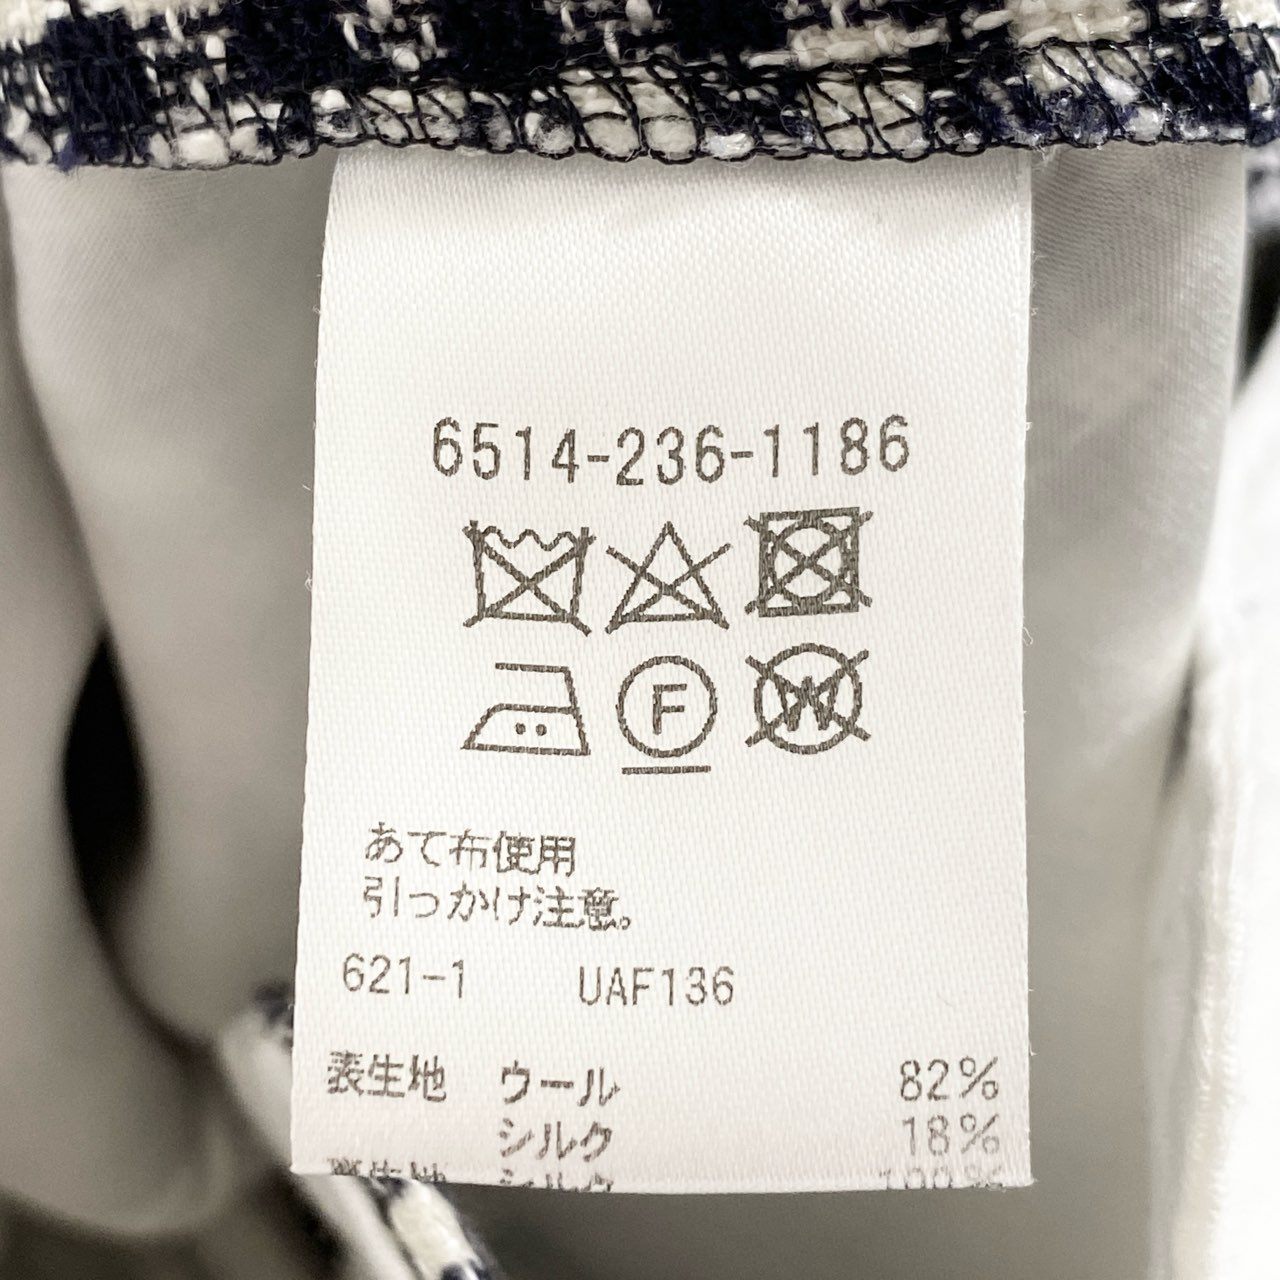 6514-236-1186
F
W
あて布使用
引っかけ注意。
621-1 UAF136
表生地 ウール 82%
シルク 18%